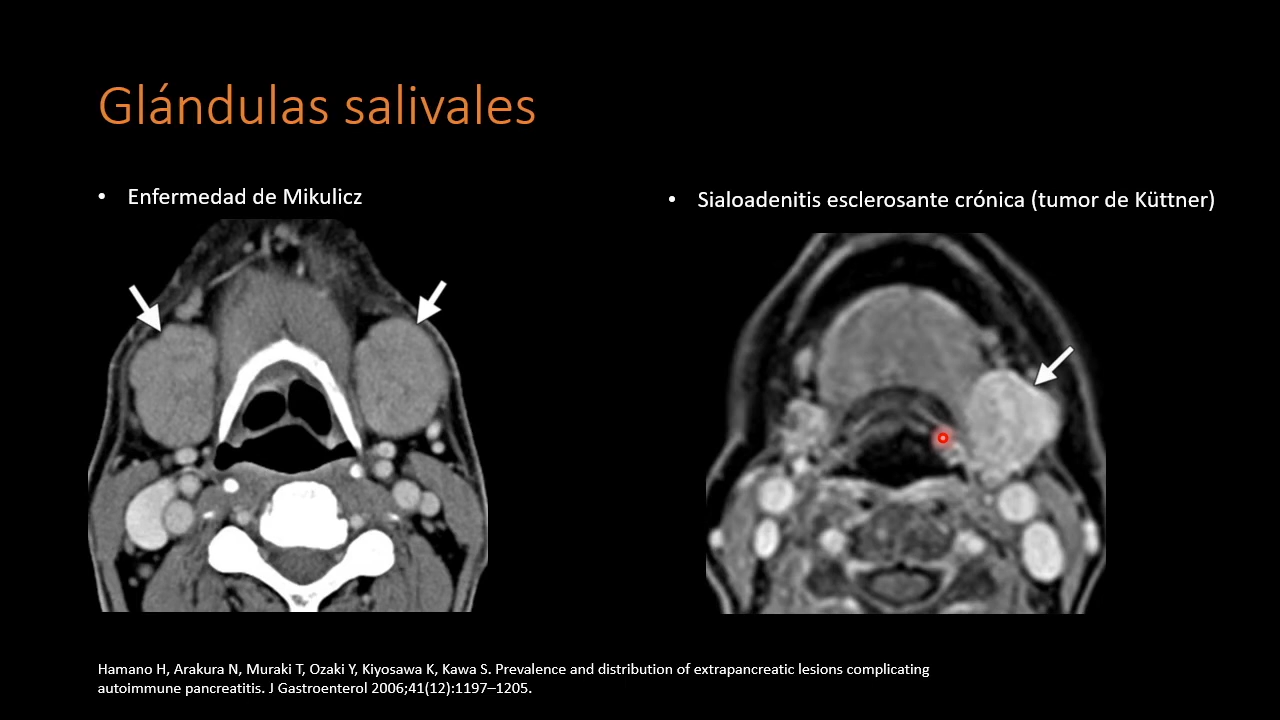 Glándulas salivales
• Enfermedad de Mikulicz
• Sialoadenitis esclerosante crónica (tumor de Küttner)
Hamano H, Arakura N, Muraki T, Ozaki Y, Kiyosawa K, Kawa S. Prevalence and distribution of extrapancreatic lesions complicating
autoimmune pancreatitis. J Gastroenterol 2006;41(12):1197–1205.